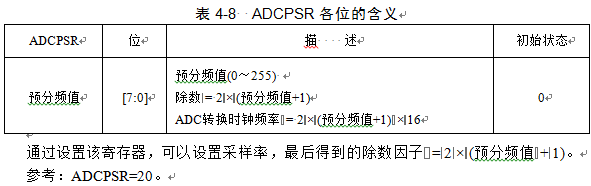 表 4-8 ADCPSR 各位的含义
ADCPSR 位 描 述 初始状态
预分频值 [7:0] 预分频值(0～255)
除数= 2×(预分频值+1)
ADC转换时钟频率= 2×(预分频值+1)×16
0
通过设置该寄存器，可以设置采样率，最后得到的除数因子=2×(预分频值+1)。
参考：ADCPSR=20。